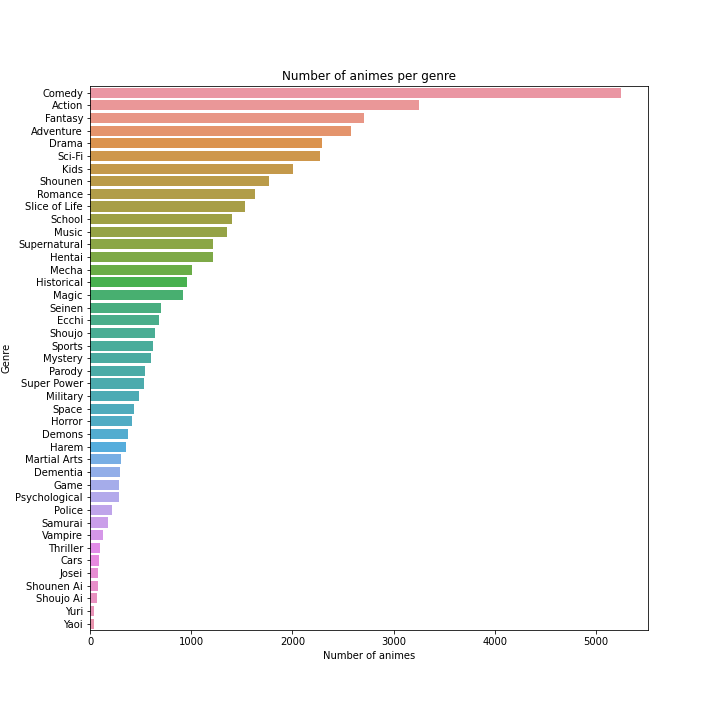 Number of animes per genre
Comedy
Action
Fantasy
Adventure
Drama
Sci-Fi
Kids
Shounen
Romance
Slice of Life
School
Music
Supernatural
Hentai
Mecha
Historical
Magic
Seinen
Ecchi
Shoujo
Sports
Mystery
Parody
Super Power
Military
Space
Horror
Demons
Harem
Martial Arts
Dementia
Game
Psychological
Police
Samurai
Vampire
Thriller
Cars
Josei
Shounen Ai
Shoujo Ai
Yuri
Yaoi
Genre
0 1000 2000 3000 4000 5000
Number of animes